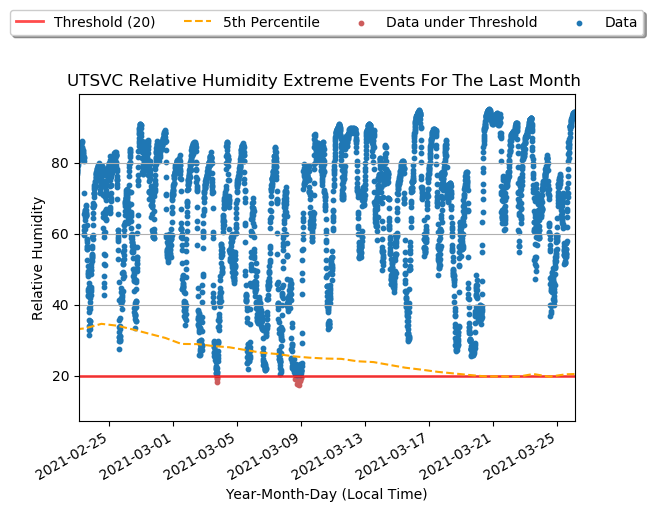 Threshold (20) 5th Percentile Data under Threshold Data
UTSVC Relative Humidity Extreme Events For The Last Month
Relative Humidity
80
60
40
20
2021-02-25 2021-03-01 2021-03-05 2021-03-09 2021-03-13 2021-03-17 2021-03-21 2021-03-25
Year-Month-Day (Local Time)